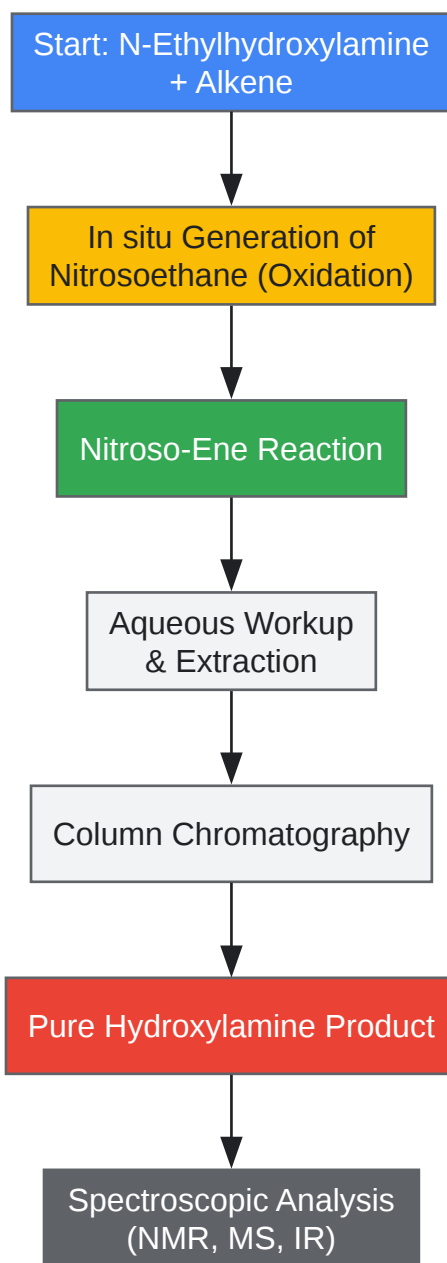 Start: N-Ethylhydroxylamine
+ Alkene
In situ Generation of
Nitrosoethane (Oxidation)
Nitroso-Ene Reaction
Aqueous Workup
& Extraction
Column Chromatography
Pure Hydroxylamine Product
Spectroscopic Analysis
(NMR, MS, IR)